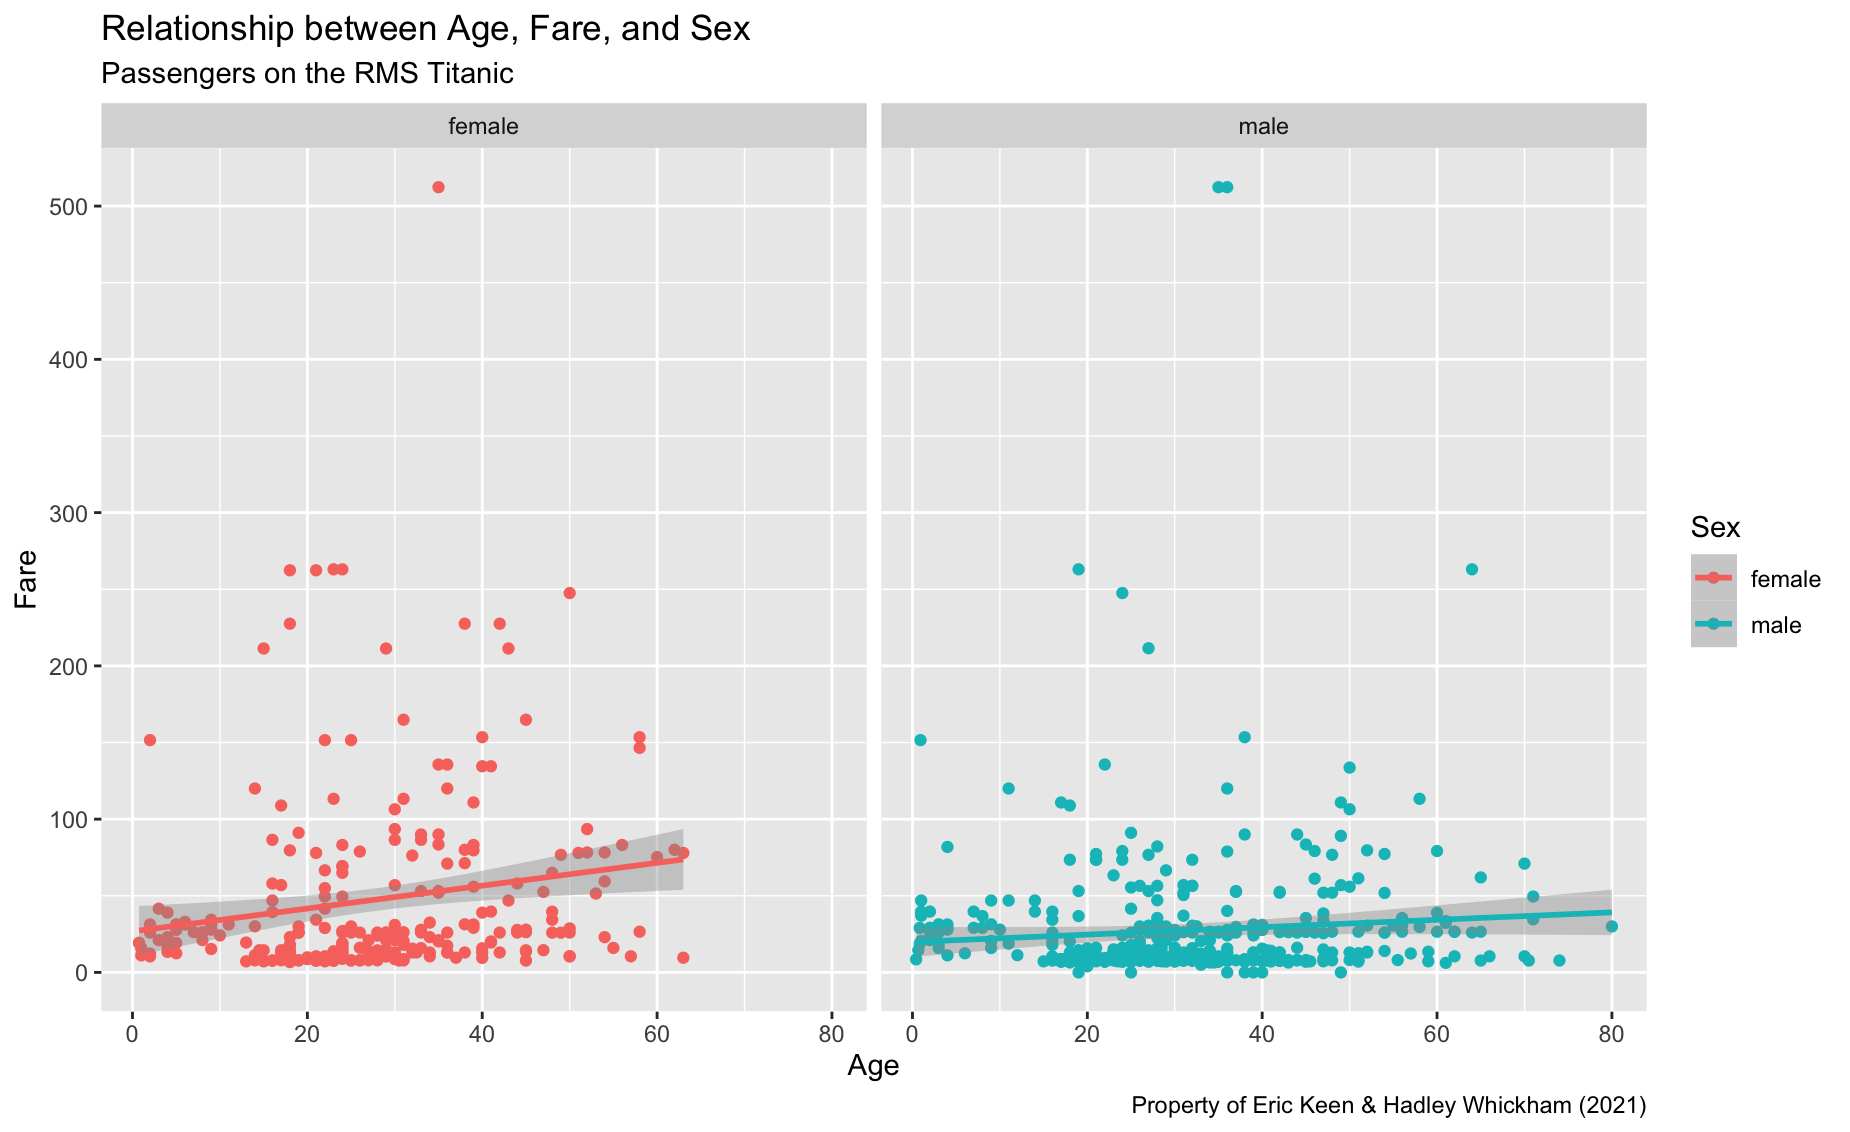 Relationship between Age, Fare, and Sex
Passengers on the RMS Titanic
female
male
500
400
300
200
100
0
Fare
0 20 40 60 80
0 20 40 60 80
Age
Sex
female
male
Property of Eric Keen & Hadley Whickham (2021)